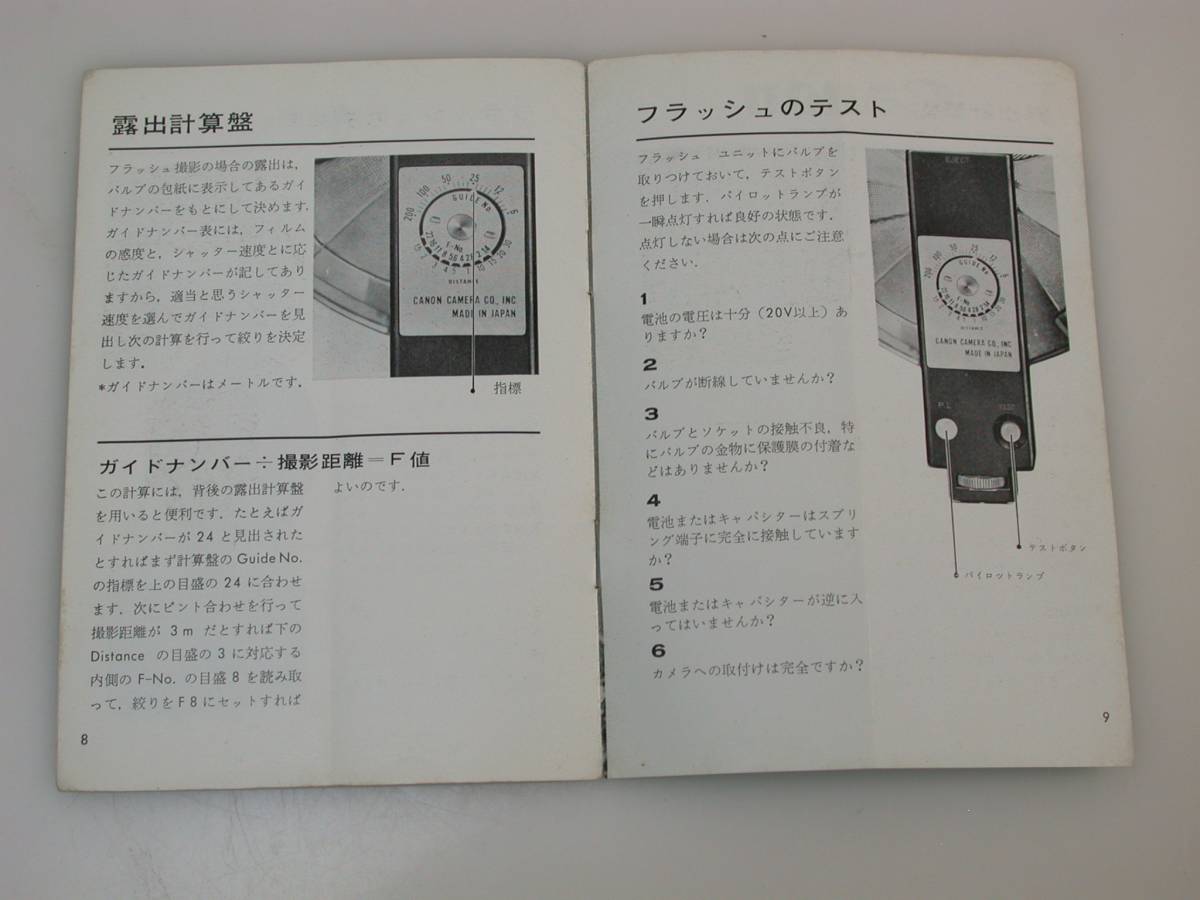 露出計算盤
フラッシュ撮影の場合の露出は,
バルブの包紙に表示してあるガイ
ドナンバーをもとにして決めます.
ガイドナンバー表には, フィルム
の感度と, シャッター速度とに応
じたガイドナンバーが記してあり
ますから, 適当と思うシャッター
速度を選んでガイドナンバーを見
出し次の計算を行って絞りを決定
します.
*ガイドナンバーはメートルです.
200 100 50 25 12 6
GUIDE No.
F-No.
DISTANCE
CANON CAMERA CO., INC
MADE IN JAPAN
指標
ガイドナンバー÷撮影距離=F値
この計算には, 背後の露出計算盤
を用いると便利です. たとえばガ
イドナンバーが 24 と見出された
とすればまず計算盤の Guide No.
の指標を上の目盛の 24 に合わせ
ます. 次にピント合わせを行って
撮影距離が 3m だとすれば下の
Distance の目盛の 3 に対応する
内側の F-No. の目盛 8 を読み取
って, 絞りを F8 にセットすれば
よいのです.
8
フラッシュのテスト
フラッシュ ユニットにバルブを
取りつけておいて, テストボタン
を押します. パイロットランプが
一瞬点灯すれば良好の状態です.
点灯しない場合は次の点にご注意
ください.
1
電池の電圧は十分 (20V以上) あ
りますか?
2
バルブが断線していませんか?
3
バルブとソケットの接触不良, 特
にバルブの金物に保護膜の付着な
どはありませんか?
4
電池またはキャパシターはスプリ
ング端子に完全に接触しています
か?
5
電池またはキャパシターが逆に入
ってはいませんか?
6
カメラへの取付けは完全ですか?
EJECT
200 100 50 25 12 6
GUIDE No.
F-No.
DISTANCE
CANON CAMERA CO., INC
MADE IN JAPAN
P.L
TEST
テストボタン
パイロットランプ
9